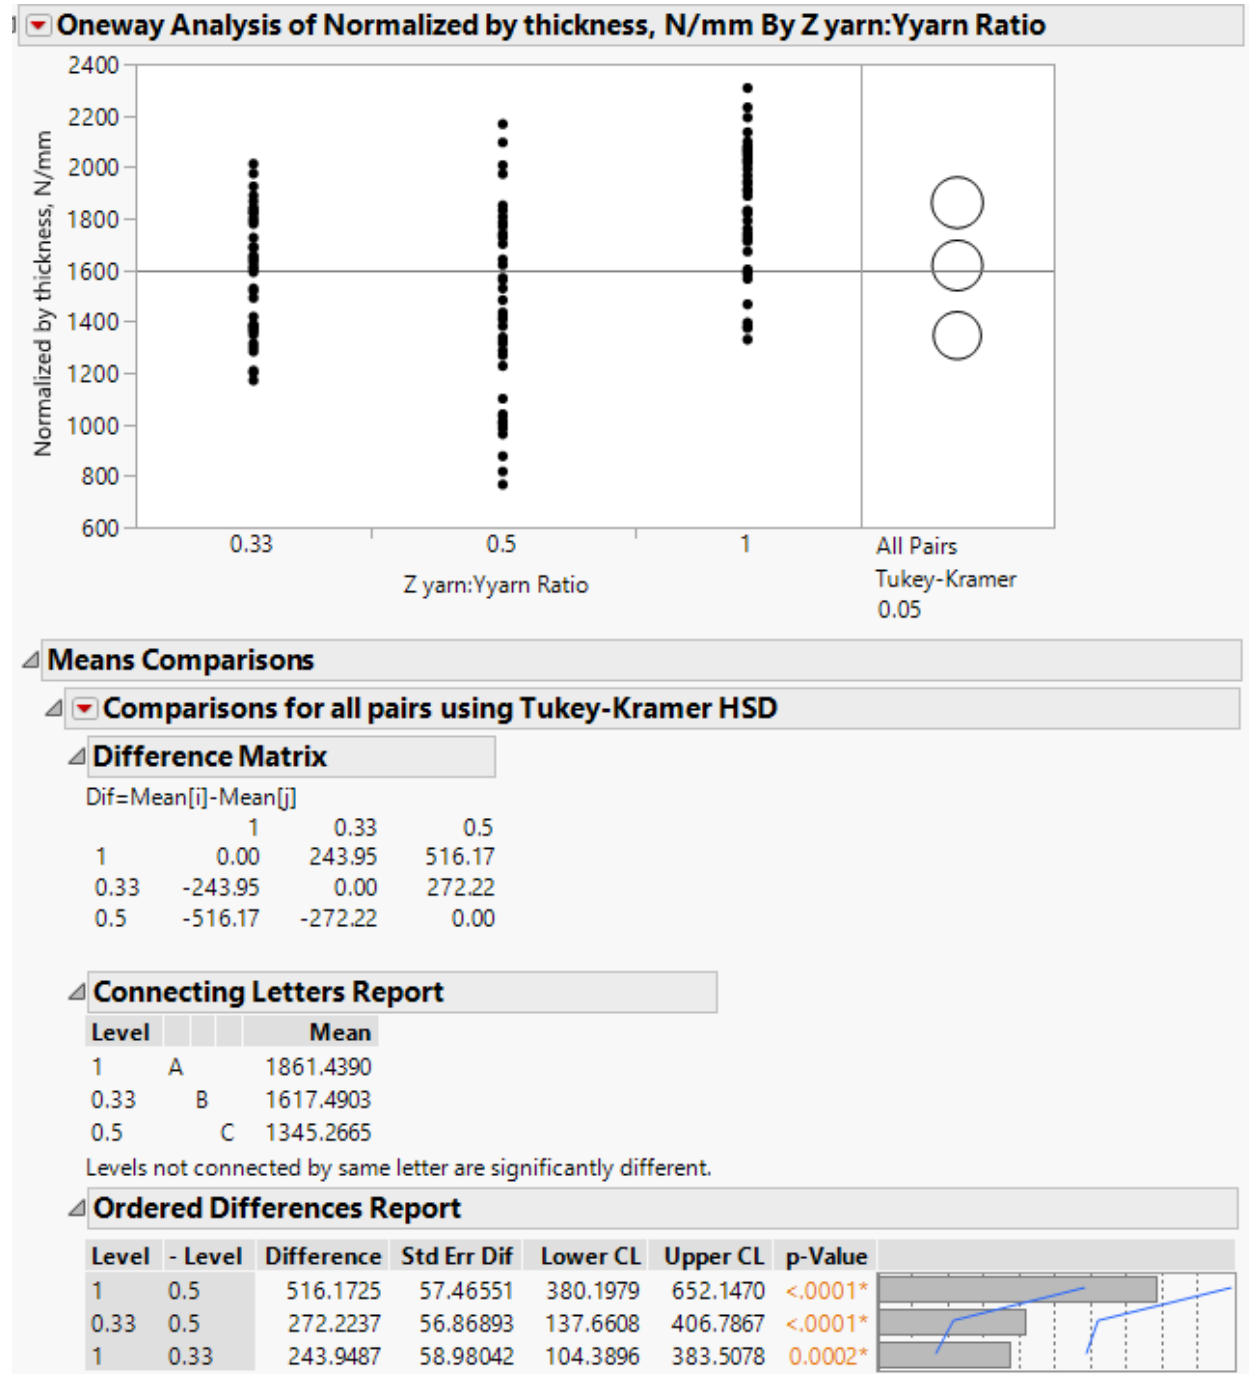 Oneway Analysis of Normalized by thickness, N/mm By Z yarn:Yyarn Ratio
2400
2200
2000
1800
1600
1400
1200
1000
800
600
Normalized by thickness, N/mm
0.33 0.5 1
Z yarn:Yyarn Ratio
All Pairs
Tukey-Kramer
0.05
Means Comparisons
Comparisons for all pairs using Tukey-Kramer HSD
Difference Matrix
Dif=Mean[i]-Mean[j]
1 0.33 0.5
1 0.00 243.95 516.17
0.33 -243.95 0.00 272.22
0.5 -516.17 -272.22 0.00
Connecting Letters Report
Level Mean
1 A 1861.4390
0.33 B 1617.4903
0.5 C 1345.2665
Levels not connected by same letter are significantly different.
Ordered Differences Report
Level - Level Difference Std Err Dif Lower CL Upper CL p-Value
1 0.5 516.1725 57.46551 380.1979 652.1470 <.0001*
0.33 0.5 272.2237 56.86893 137.6608 406.7867 <.0001*
1 0.33 243.9487 58.98042 104.3896 383.5078 0.0002*